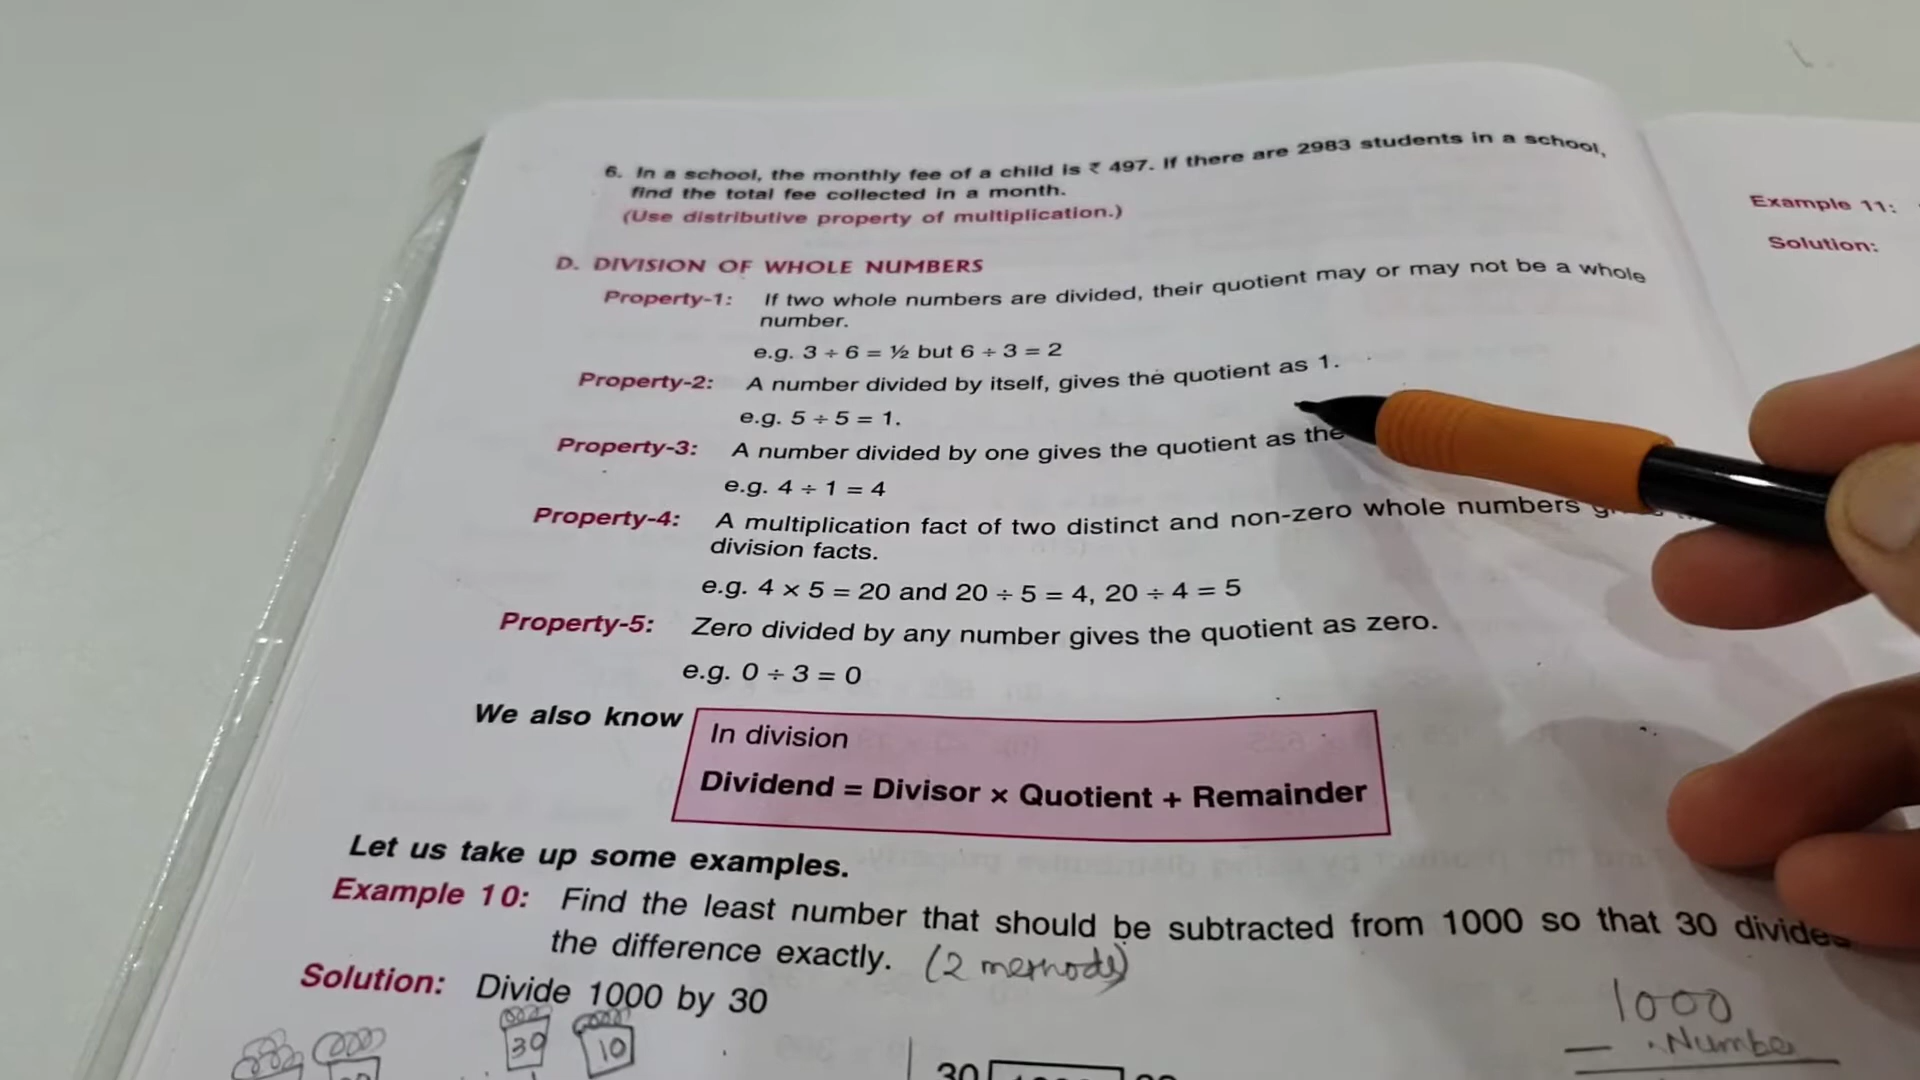 6. In a school, the monthly fee of a child is ₹ 497. If there are 2983 students in a school,
find the total fee collected in a month.
(Use distributive property of multiplication.)
D. DIVISION OF WHOLE NUMBERS
Property-1: If two whole numbers are divided, their quotient may or may not be a whole
number.
e.g. 3 ÷ 6 = ½ but 6 ÷ 3 = 2
Property-2: A number divided by itself, gives the quotient as 1.
e.g. 5 ÷ 5 = 1.
Property-3: A number divided by one gives the quotient as the
e.g. 4 ÷ 1 = 4
Property-4: A multiplication fact of two distinct and non-zero whole numbers
division facts.
e.g. 4 × 5 = 20 and 20 ÷ 5 = 4, 20 ÷ 4 = 5
Property-5: Zero divided by any number gives the quotient as zero.
e.g. 0 ÷ 3 = 0
We also know
In division
Dividend = Divisor × Quotient + Remainder
Let us take up some examples.
Example 10: Find the least number that should be subtracted from 1000 so that 30 divides
the difference exactly. (2 methods)
Solution: Divide 1000 by 30
30 10
30
1000
- Number
Example 11:
Solution: